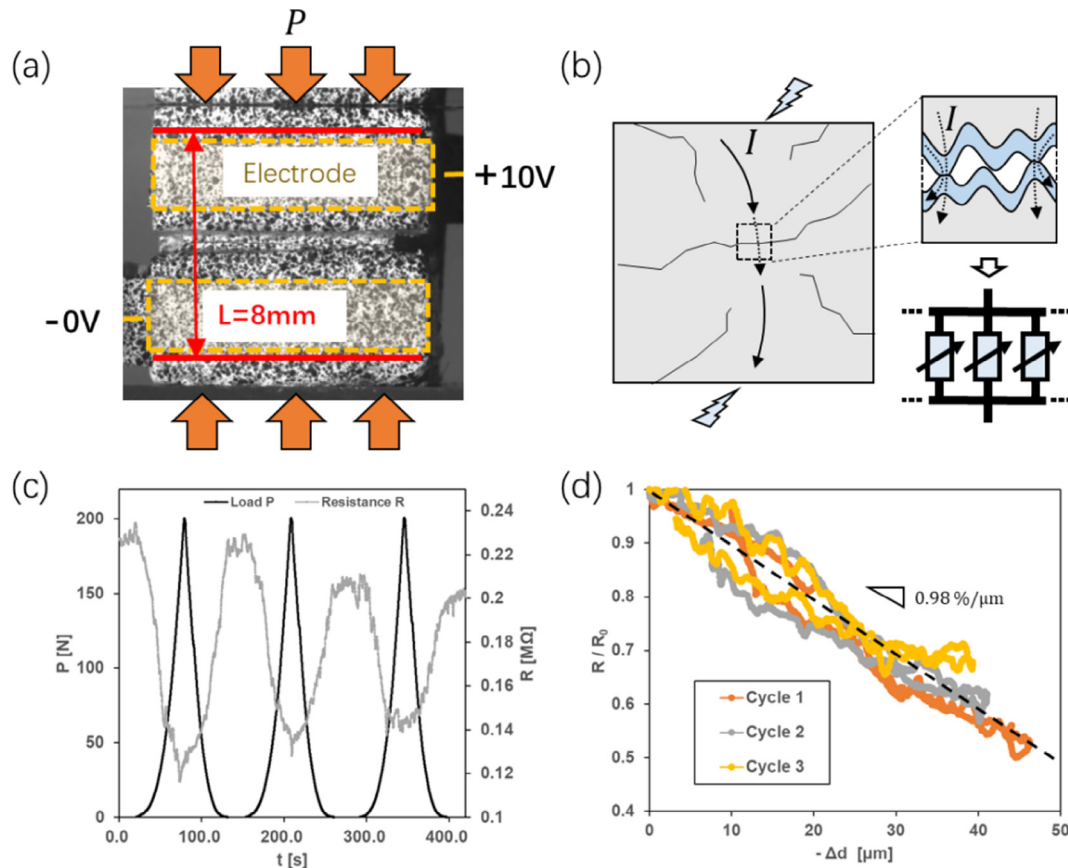 (a)
P
Electrode
+10V
-0V
L=8mm
(b)
I
I
(c)
Load P
Resistance R
200
150
100
50
0
P [N]
0.24
0.22
0.2
0.18
0.16
0.14
0.12
0.1
R [MΩ]
0.0
100.0
200.0
300.0
400.0
t [s]
(d)
1
0.9
0.8
0.7
0.6
0.5
0.4
R / R₀
0.98 %/μm
Cycle 1
Cycle 2
Cycle 3
0
10
20
30
40
50
- Δd [μm]